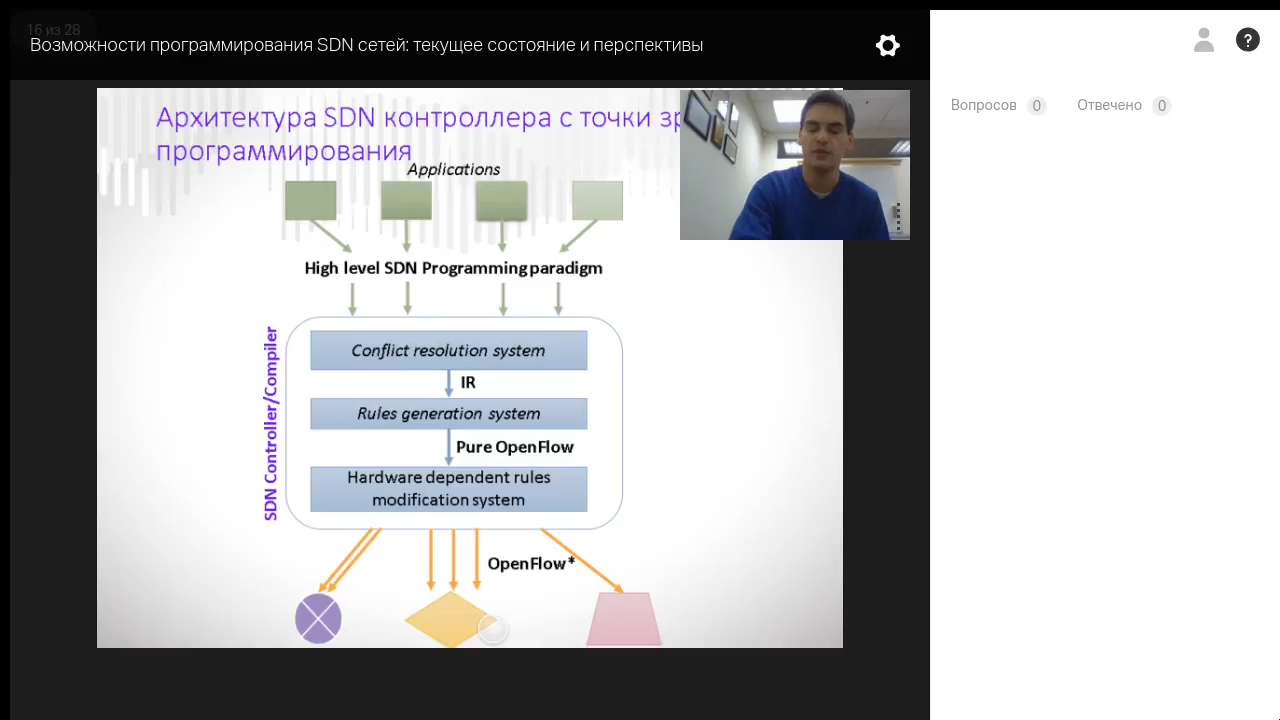 16 из 28
Возможности программирования SDN сетей: текущее состояние и перспективы
?
Вопросов 0 Отвечено 0
Архитектура SDN контроллера с точки
программирования
Applications
High level SDN Programming paradigm
SDN Controller/Compiler
Conflict resolution system
IR
Rules generation system
Pure OpenFlow
Hardware dependent rules
modification system
OpenFlow*